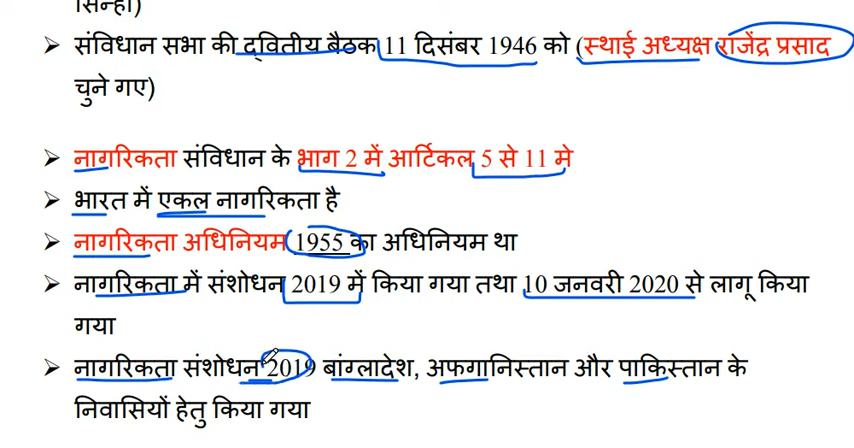 सिन्हा)
➤ संविधान सभा की द्वितीय बैठक 11 दिसंबर 1946 को (स्थाई अध्यक्ष राजेंद्र प्रसाद
चुने गए)
➤ नागरिकता संविधान के भाग 2 में आर्टिकल 5 से 11 मे
➤ भारत में एकल नागरिकता है
➤ नागरिकता अधिनियम 1955 का अधिनियम था
➤ नागरिकता में संशोधन 2019 में किया गया तथा 10 जनवरी 2020 से लागू किया
गया
➤ नागरिकता संशोधन 2019 बांग्लादेश, अफगानिस्तान और पाकिस्तान के
निवासियों हेतु किया गया